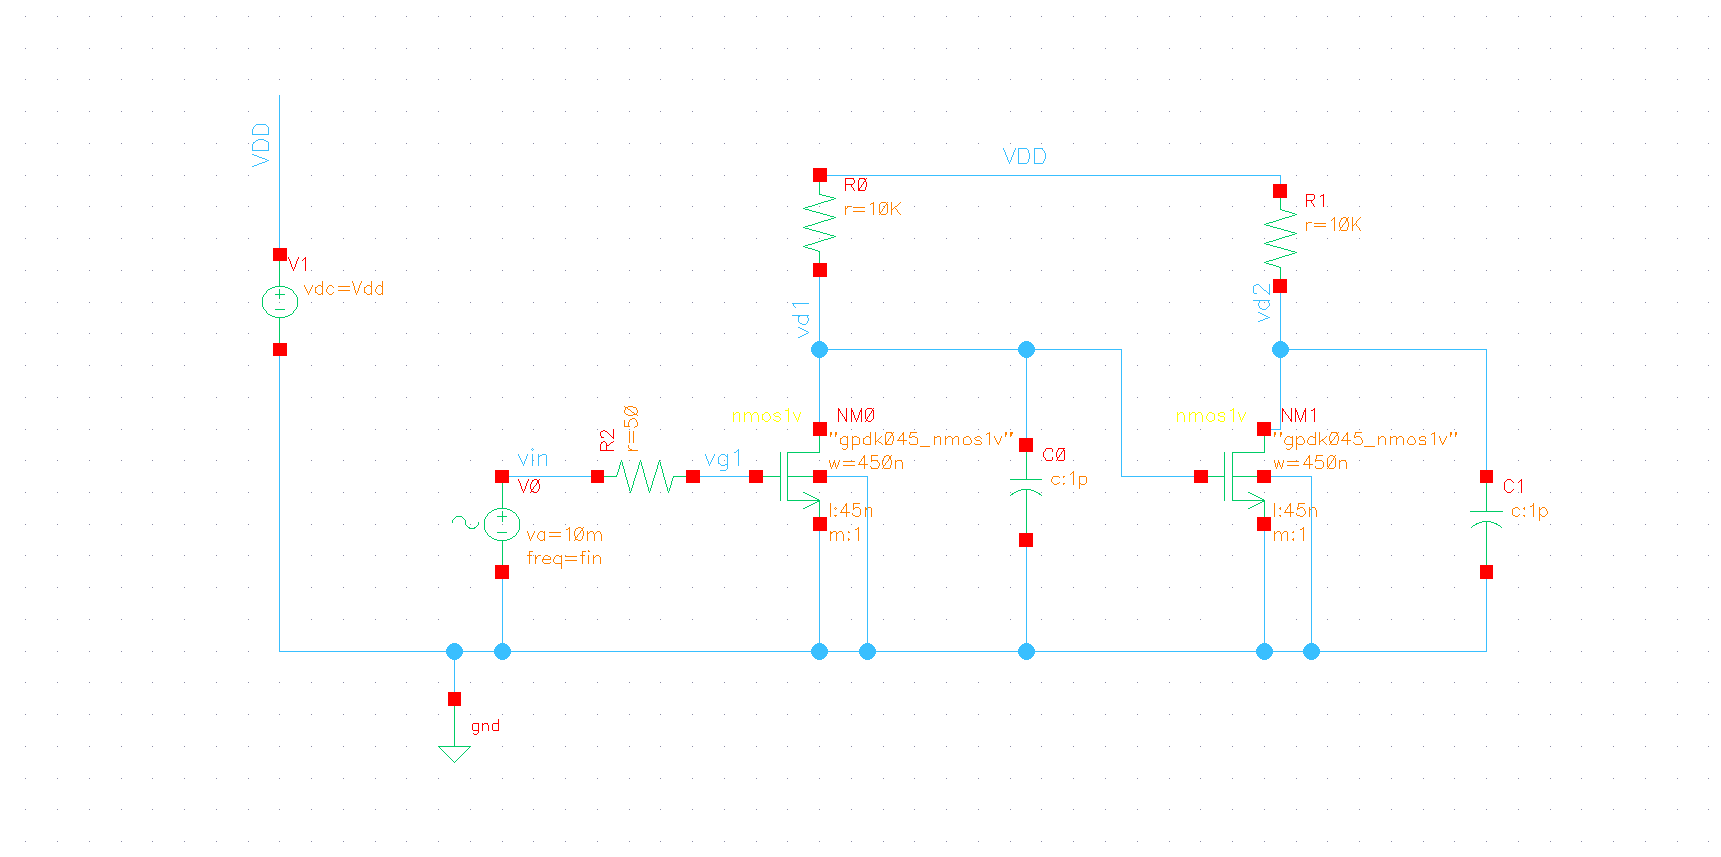 VDD
VDD
R0
r=10K
R1
r=10K
V1
vdc=Vdd
vd1
vd2
nmos1v
NM0
"gpdk045_nmos1v"
w=450n
l:45n
m:1
nmos1v
NM1
"gpdk045_nmos1v"
w=450n
l:45n
m:1
R2
r=50
vin
V0
vg1
va=10m
freq=fin
C0
c:1p
C1
c:1p
gnd